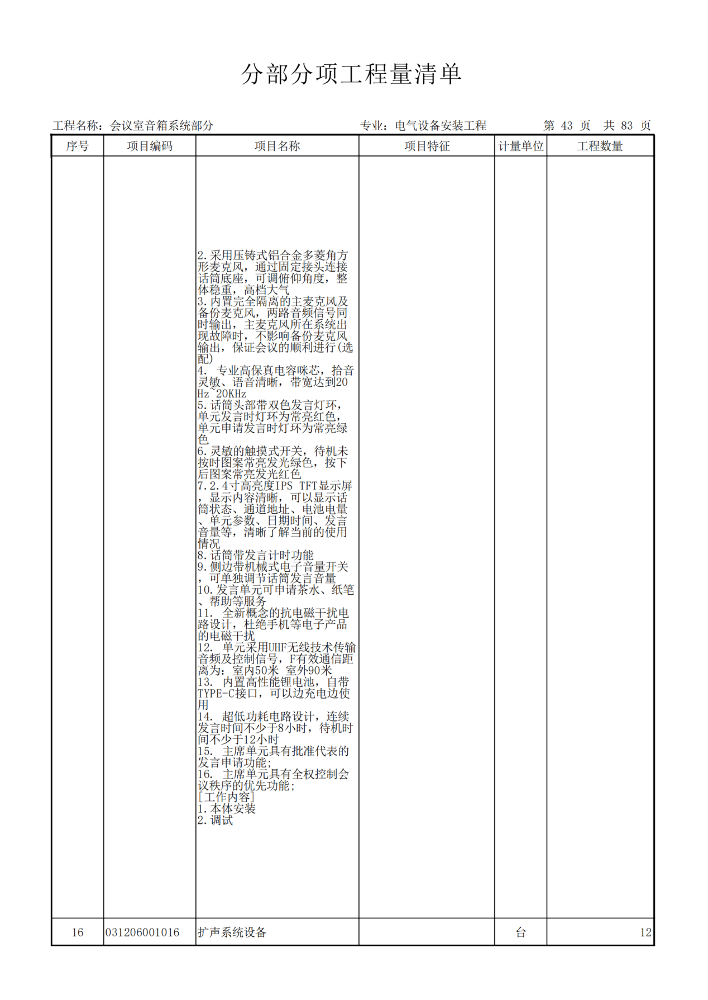 分部分项工程量清单
工程名称：会议室音箱系统部分 专业：电气设备安装工程 第 43 页 共 83 页
序号 项目编码 项目名称 项目特征 计量单位 工程数量
2.采用压铸式铝合金多菱角方
形麦克风，通过固定接头连接
话筒底座，可调俯仰角度，整
体稳重，高档大气
3.内置完全隔离的主麦克风及
备份麦克风，两路音频信号同
时输出，主麦克风所在系统出
现故障时，不影响备份麦克风
输出，保证会议的顺利进行(选
配)
4. 专业高保真电容咪芯，拾音
灵敏、语音清晰，带宽达到20
Hz~20KHz
5.话筒头部带双色发言灯环，
单元发言时灯环为常亮红色，
单元申请发言时灯环为常亮绿
色
6.灵敏的触摸式开关，待机未
按时图案常亮发光绿色，按下
后图案常亮发光红色
7.2.4寸高亮度IPS TFT显示屏
，显示内容清晰，可以显示话
筒状态、通道地址、电池电量
、单元参数、日期时间、发言
音量等，清晰了解当前的使用
情况
8.话筒带发言计时功能
9.侧边带机械式电子音量开关
，可单独调节话筒发言音量
10.发言单元可申请茶水、纸笔
、帮助等服务
11. 全新概念的抗电磁干扰电
路设计，杜绝手机等电子产品
的电磁干扰
12. 单元采用UHF无线技术传输
音频及控制信号，F有效通信距
离为：室内50米 室外90米
13. 内置高性能锂电池，自带
TYPE-C接口，可以边充电边使
用
14. 超低功耗电路设计，连续
发言时间不少于8小时，待机时
间不少于12小时
15. 主席单元具有批准代表的
发言申请功能;
16. 主席单元具有全权控制会
议秩序的优先功能;
[工作内容]
1.本体安装
2.调试
16 031206001016 扩声系统设备 台 12